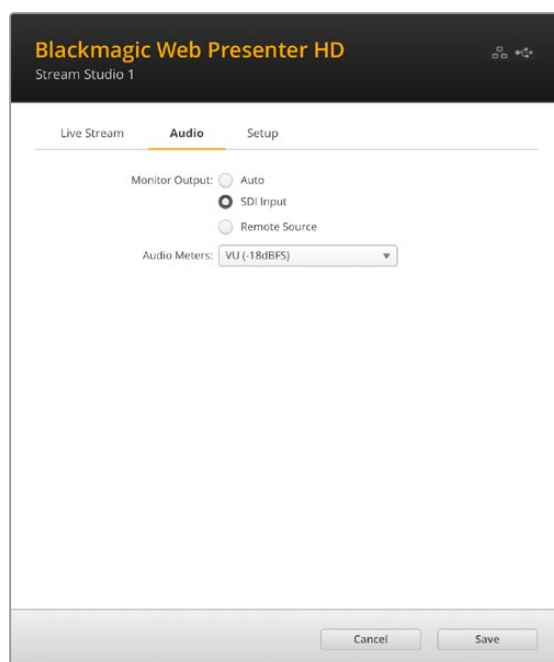 Blackmagic Web Presenter HD
Stream Studio 1
Live Stream Audio Setup
Monitor Output: Auto
SDI Input
Remote Source
Audio Meters: VU (-18dBFS)
Cancel Save